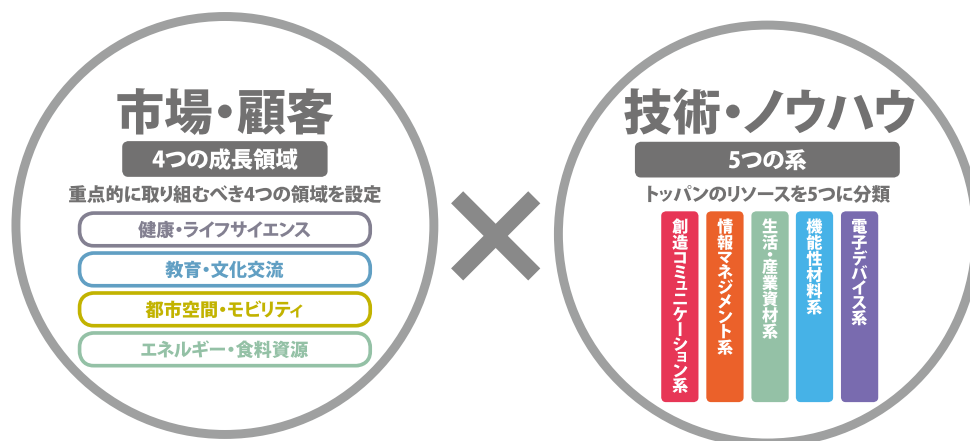 市場・顧客
4つの成長領域
重点的に取り組むべき4つの領域を設定
健康・ライフサイエンス
教育・文化交流
都市空間・モビリティ
エネルギー・食料資源
技術・ノウハウ
5つの系
トッパンのリソースを5つに分類
創造コミュニケーション系
情報マネジメント系
生活・産業資材系
機能性材料系
電子デバイス系